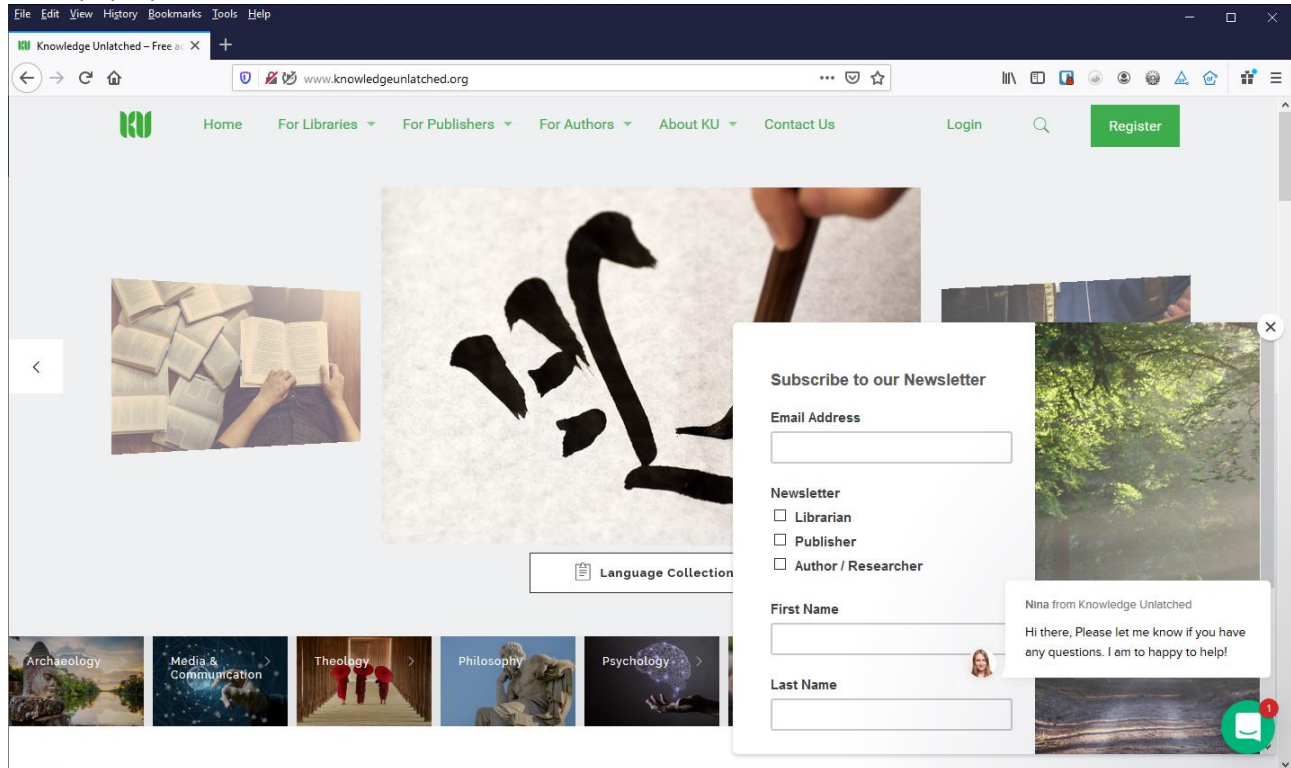 File Edit View History Bookmarks Tools Help
Knowledge Unlatched – Free ac
www.knowledgeunlatched.org
KU Home For Libraries For Publishers For Authors About KU Contact Us Login Register
Subscribe to our Newsletter
Email Address
Newsletter
Librarian
Publisher
Author / Researcher
Language Collection
First Name
Nina from Knowledge Unlatched
Hi there, Please let me know if you have
any questions. I am to happy to help!
Last Name
Archaeology
Media &
Communication
Theology
Philosophy
Psychology
1